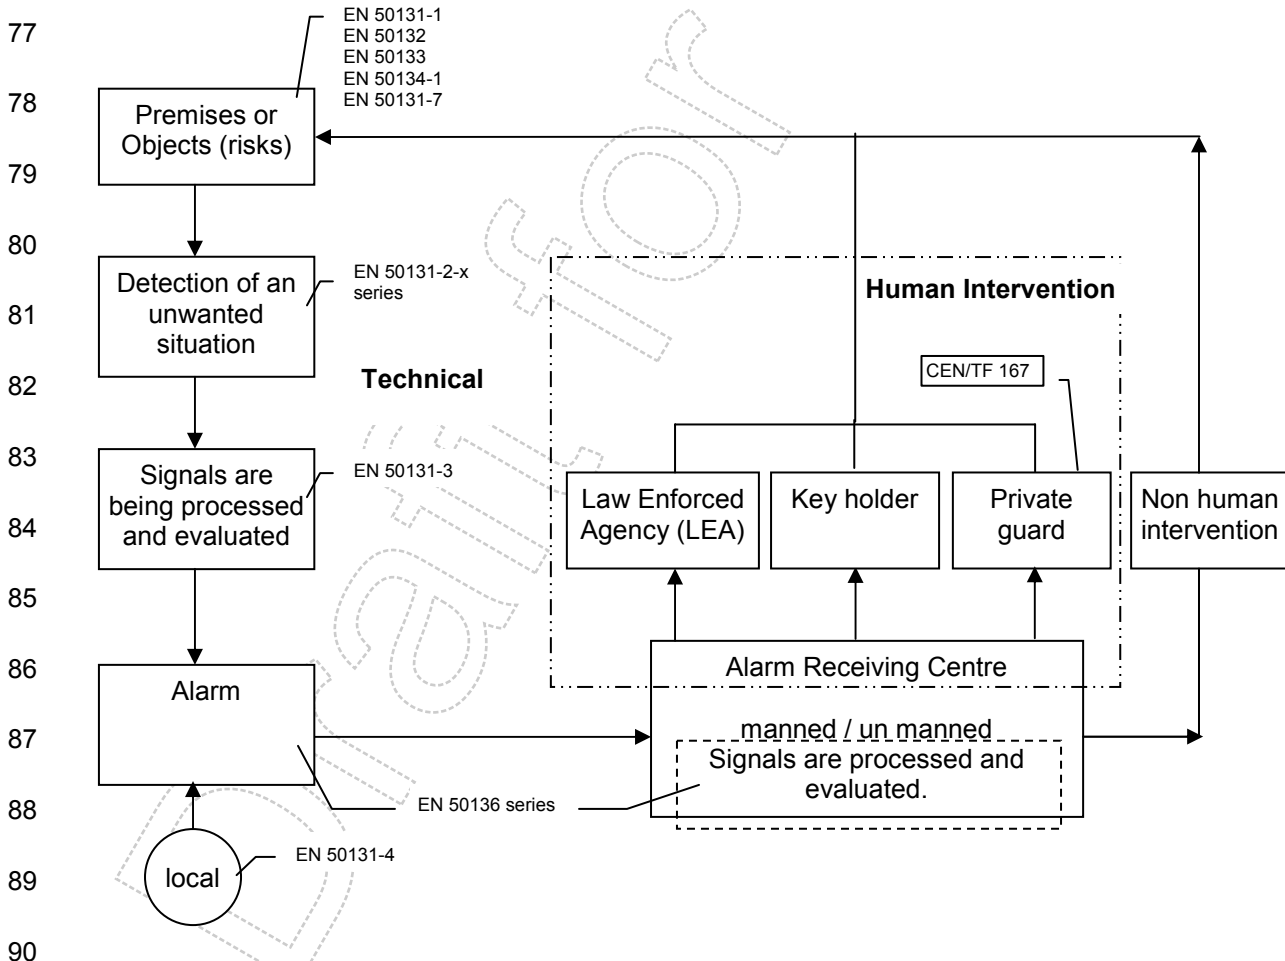 77
EN 50131-1
EN 50132
EN 50133
EN 50134-1
EN 50131-7
78
Premises or
Objects (risks)
79
80
Detection of an
unwanted
situation
EN 50131-2-x
series
Human Intervention
81
82
Technical
CEN/TF 167
83
Signals are
being processed
and evaluated
EN 50131-3
Law Enforced
Agency (LEA)
Key holder
Private
guard
Non human
intervention
84
85
86
Alarm
Alarm Receiving Centre
87
manned / un manned
Signals are processed and
evaluated.
88
EN 50136 series
89
local
EN 50131-4
90
Draft for